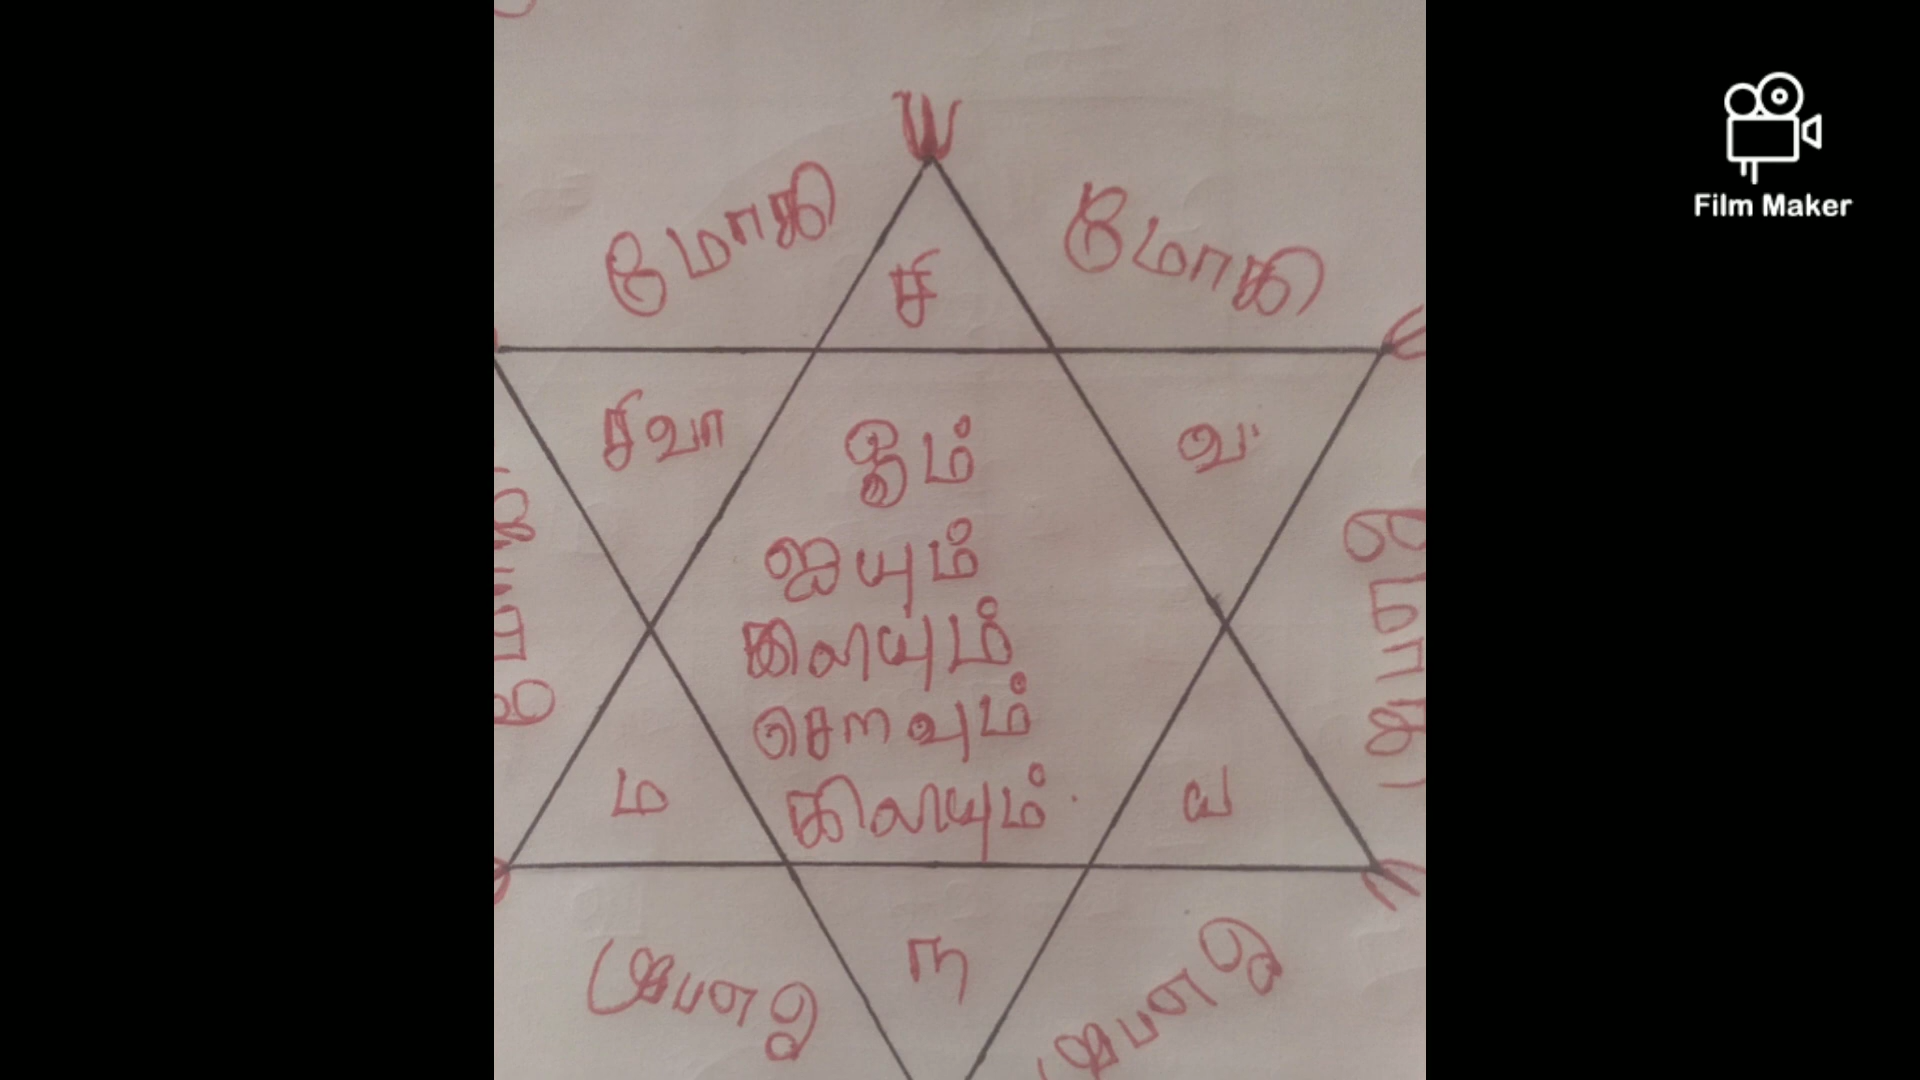 மோகி
மோகி
சி
Film Maker
சிவா
வ
ஓம்
ஐயும்
கிலியும்
சௌவும்
கிலியும்
மோகி
மோகி
ம
ய
ந
மோகி
மோகி